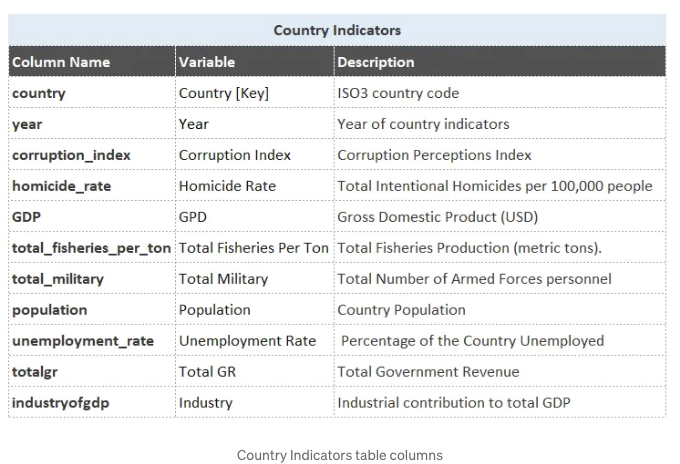 Country Indicators
Column Name Variable Description
country Country [Key] ISO3 country code
year Year Year of country indicators
corruption_index Corruption Index Corruption Perceptions Index
homicide_rate Homicide Rate Total Intentional Homicides per 100,000 people
GDP GPD Gross Domestic Product (USD)
total_fisheries_per_ton Total Fisheries Per Ton Total Fisheries Production (metric tons).
total_military Total Military Total Number of Armed Forces personnel
population Population Country Population
unemployment_rate Unemployment Rate Percentage of the Country Unemployed
totalgr Total GR Total Government Revenue
industryofgdp Industry Industrial contribution to total GDP
Country Indicators table columns